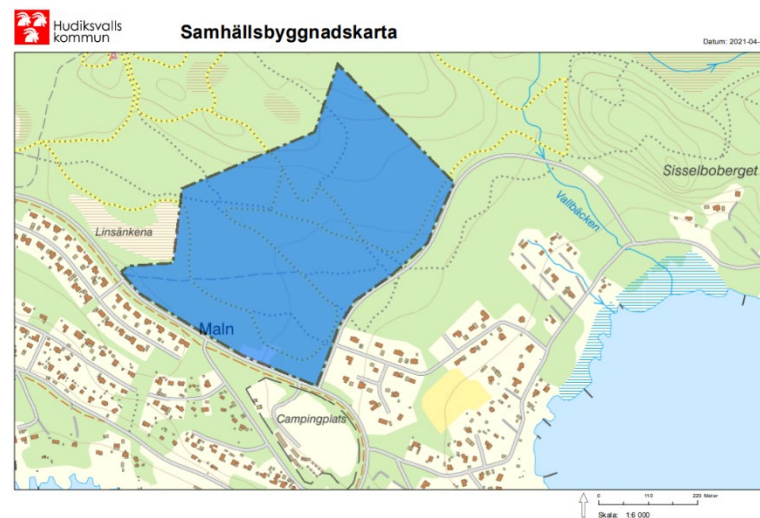 Hudiksvalls
kommun
Samhällsbyggnadskarta
Datum: 2021-04-
Sisselboberget
Vallbäcken
Linsänkena
Maln
Campingplats
0 110 220 Meter
Skala: 1:6 000